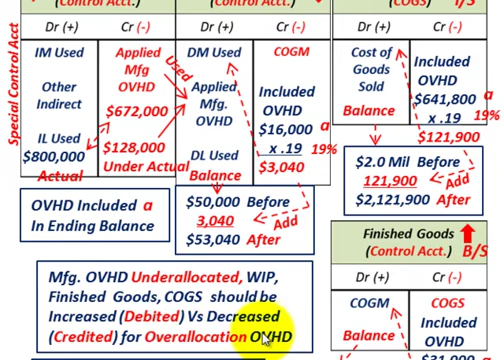 (Control Acct.)
(Control Acct.)
(COGS) I/S
Special Control Acct
Dr (+) Cr (-)
IM Used
Other
Indirect
IL Used
$800,000
Actual
Applied
Mfg
OVHD
$672,000
$128,000
Under Actual
Used
Dr (+) Cr (-)
DM Used
Applied
Mfg.
OVHD
DL Used
Balance
COGM
Included
OVHD
$16,000 a
x .19 19%
$3,040
Dr (+) Cr (-)
Cost of
Goods
Sold
Balance
Included
OVHD
$641,800 a
x .19 19%
$121,900
OVHD Included a
In Ending Balance
$50,000 Before
3,040 Add
$53,040 After
$2.0 Mil Before
121,900 Add
$2,121,900 After
Mfg. OVHD Underallocated, WIP,
Finished Goods, COGS should be
Increased (Debited) Vs Decreased
(Credited) for Overallocation OVHD
Finished Goods
(Control Acct.) B/S
Dr (+) Cr (-)
COGM
Balance
COGS
Included
OVHD
$31,000 a